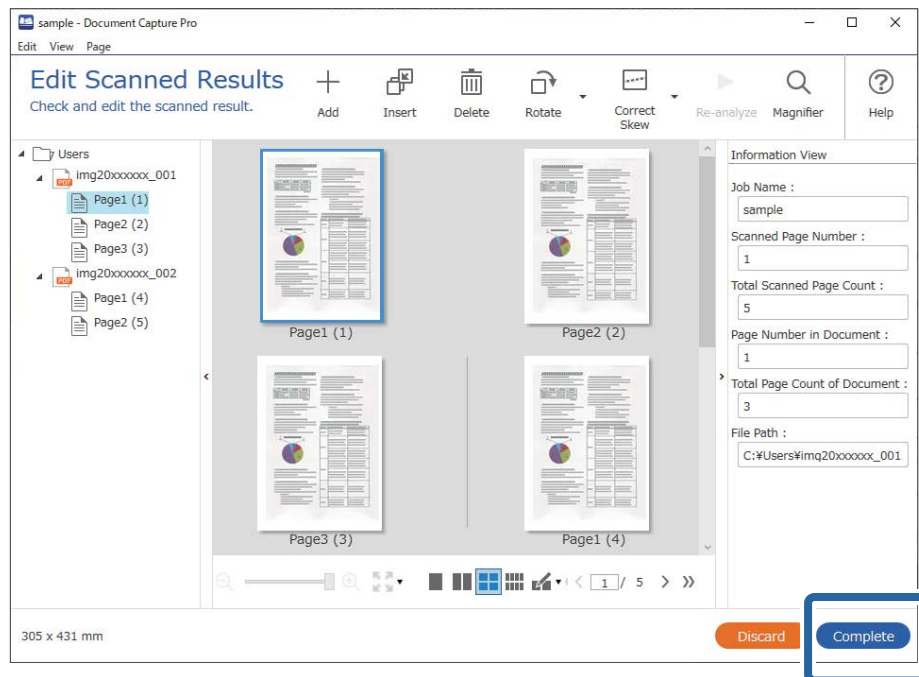 sample - Document Capture Pro
Edit View Page
Edit Scanned Results
Check and edit the scanned result.
Add
Insert
Delete
Rotate
Correct
Skew
Re-analyze
Magnifier
Help
Users
img20xxxxxx_001
Page1 (1)
Page2 (2)
Page3 (3)
img20xxxxxx_002
Page1 (4)
Page2 (5)
Page1 (1)
Page2 (2)
Page3 (3)
Page1 (4)
Information View
Job Name :
sample
Scanned Page Number :
1
Total Scanned Page Count :
5
Page Number in Document :
1
Total Page Count of Document :
3
File Path :
C:¥Users¥img20xxxxxx_001
1 / 5
305 x 431 mm
Discard
Complete